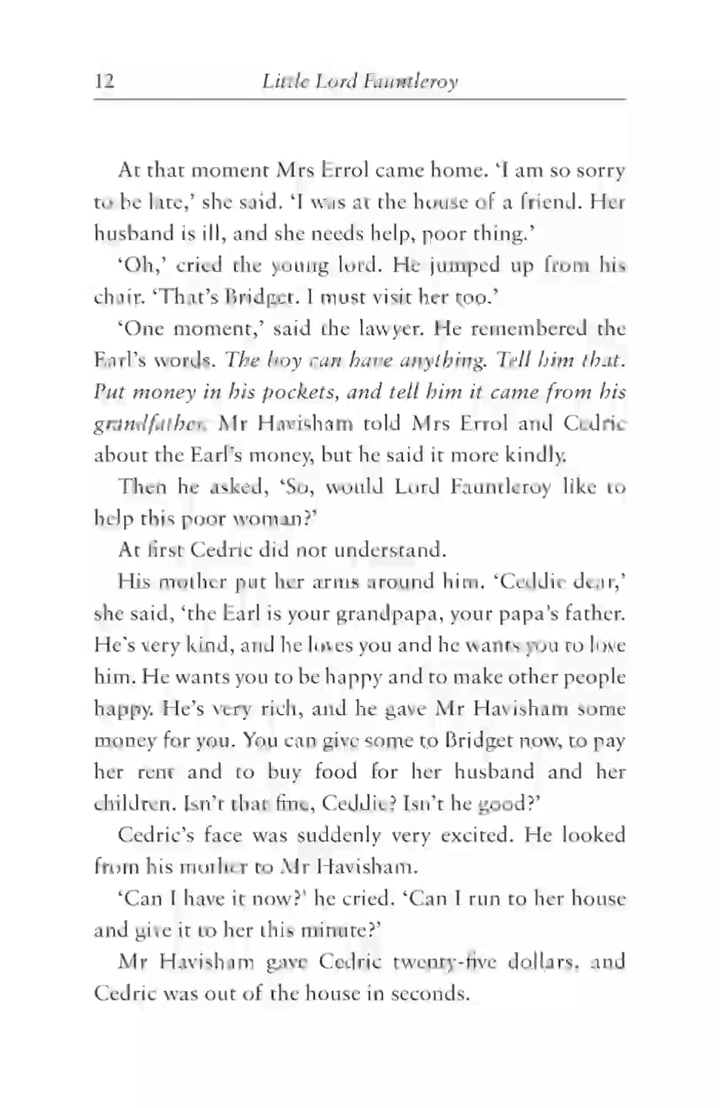 12 Little Lord Fauntleroy
At that moment Mrs Errol came home. ‘I am so sorry
to be late,’ she said. ‘I was at the house of a friend. Her
husband is ill, and she needs help, poor thing.’
‘Oh,’ cried the young lord. He jumped up from his
chair. ‘That’s Bridget. I must visit her too.’
‘One moment,’ said the lawyer. He remembered the
Earl’s words. The boy can have anything. Tell him that.
Put money in his pockets, and tell him it came from his
grandfather. Mr Havisham told Mrs Errol and Cedric
about the Earl’s money, but he said it more kindly.
Then he asked, ‘So, would Lord Fauntleroy like to
help this poor woman?’
At first Cedric did not understand.
His mother put her arms around him. ‘Ceddie dear,’
she said, ‘the Earl is your grandpapa, your papa’s father.
He’s very kind, and he loves you and he wants you to love
him. He wants you to be happy and to make other people
happy. He’s very rich, and he gave Mr Havisham some
money for you. You can give some to Bridget now, to pay
her rent and to buy food for her husband and her
children. Isn’t that fine, Ceddie? Isn’t he good?’
Cedric’s face was suddenly very excited. He looked
from his mother to Mr Havisham.
‘Can I have it now?’ he cried. ‘Can I run to her house
and give it to her this minute?’
Mr Havisham gave Cedric twenty-five dollars, and
Cedric was out of the house in seconds.